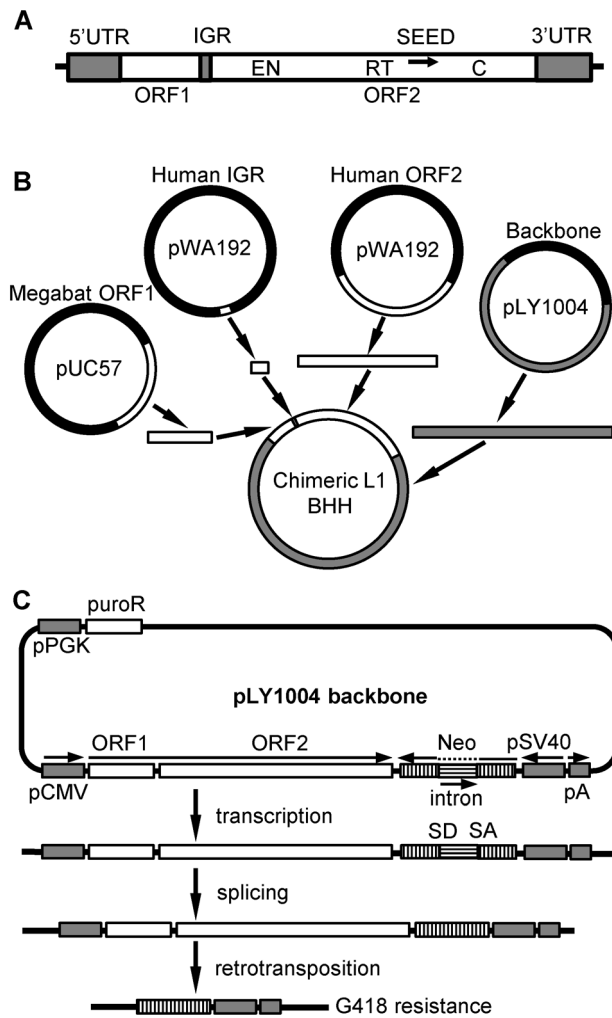 A
5'UTR IGR SEED 3'UTR
EN RT C
ORF1 ORF2
B
Human IGR Human ORF2
Backbone
pWA192 pWA192
Megabat ORF1
pLY1004
pUC57
Chimeric L1
BHH
C
puroR
pPGK
pLY1004 backbone
ORF1 ORF2 Neo pSV40
pCMV intron pA
transcription
SD SA
splicing
retrotransposition
G418 resistance